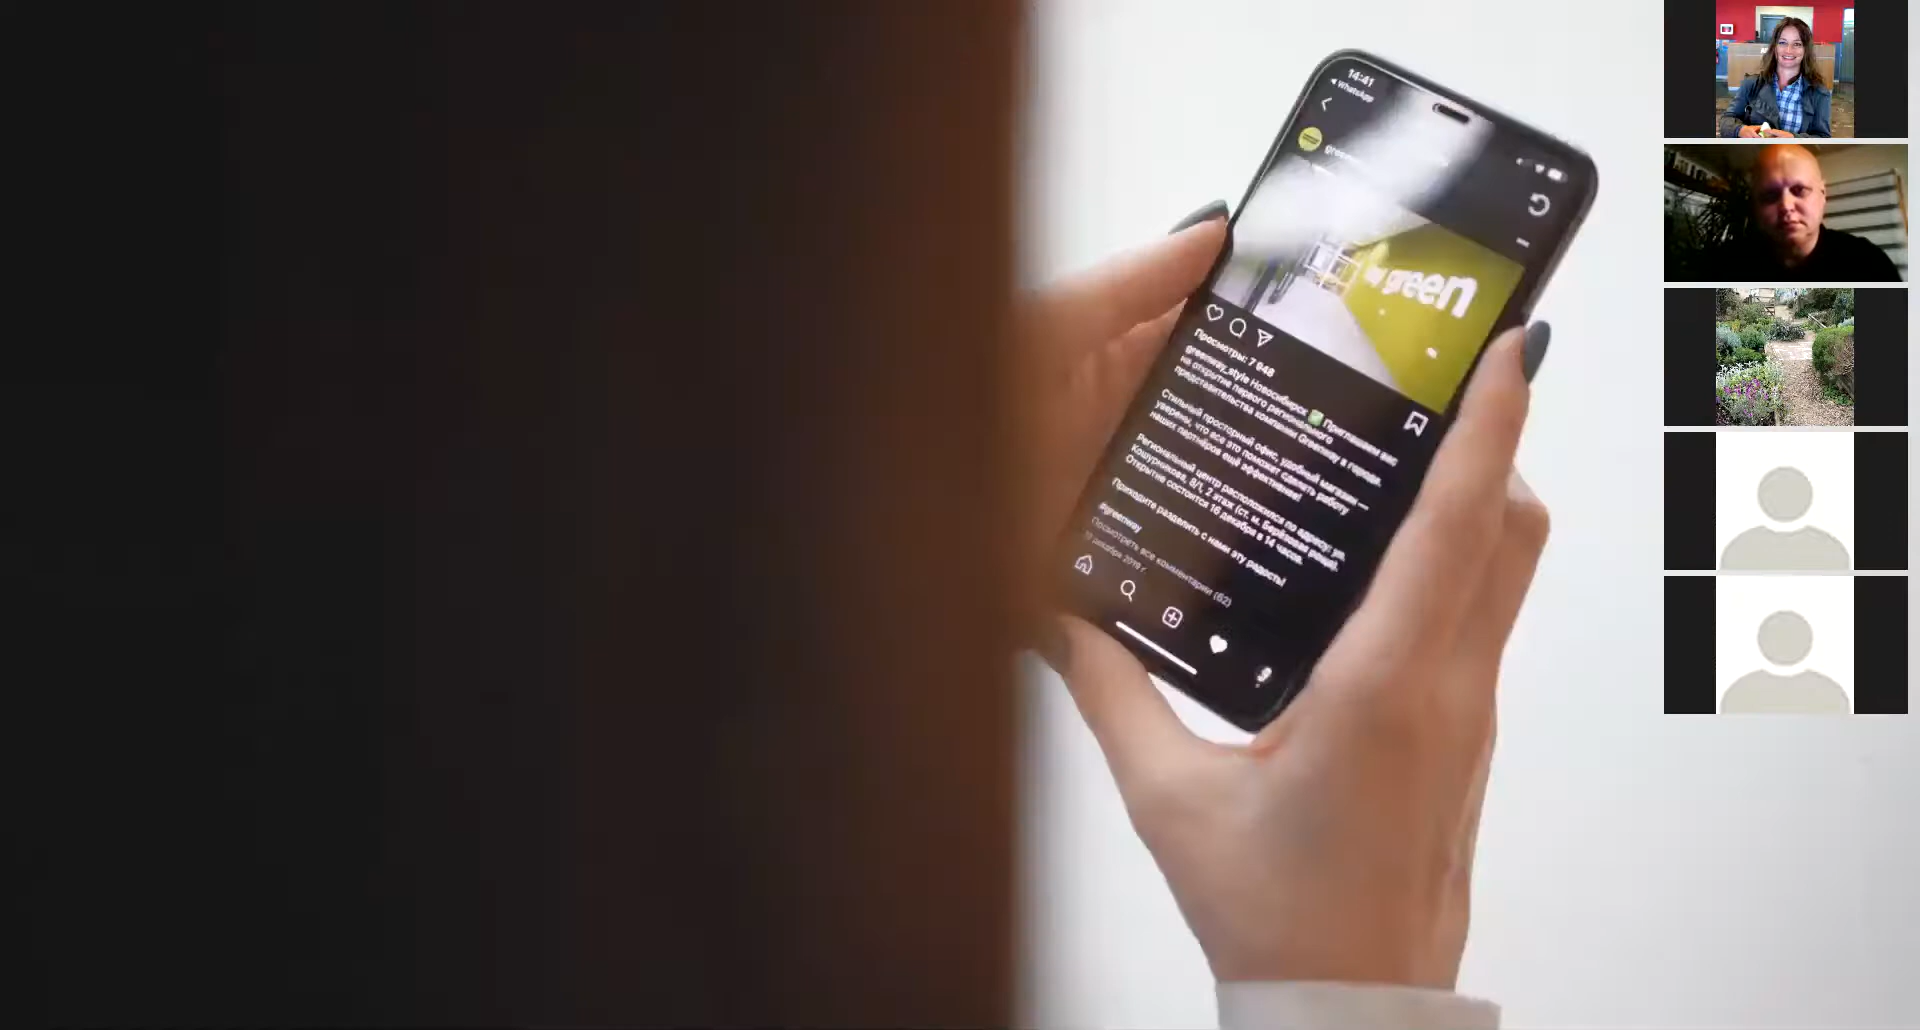 14:41
WhatsApp
green
Просмотры: 7 648
greenway_style Новосибирск ✅ Приглашаем вас
на открытие первого регионального
представительства компании Greenway в городе.
Стильный просторный офис, удобный магазин —
уверены, что все это поможет сделать работу
наших партнёров ещё эффективнее!
Региональный центр расположился по адресу: ул.
Кошурникова, 8/1, 2 этаж (ст. м. Берёзовая роща).
Открытие состоится 16 декабря в 14 часов.
Приходите разделить с нами эту радость!
#greenway
Посмотреть все комментарии (62)
декабря 2019 г.